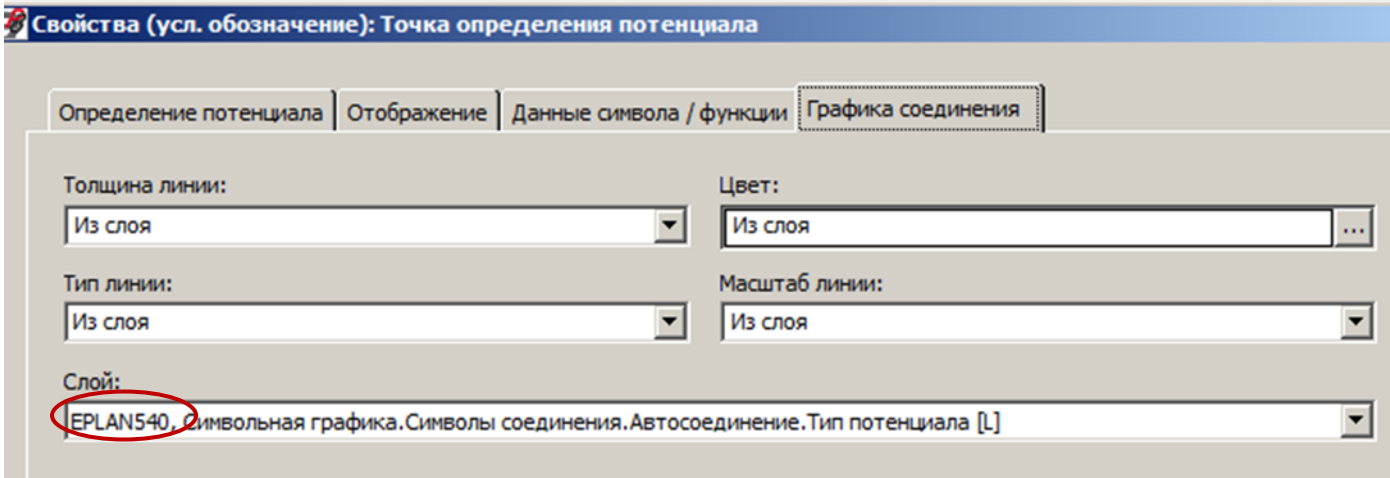 Свойства (усл. обозначение): Точка определения потенциала
Определение потенциала Отображение Данные символа / функции Графика соединения
Толщина линии: Цвет:
Из слоя Из слоя ...
Тип линии: Масштаб линии:
Из слоя Из слоя
Слой:
EPLAN540, Символьная графика.Символы соединения.Автосоединение.Тип потенциала [L]